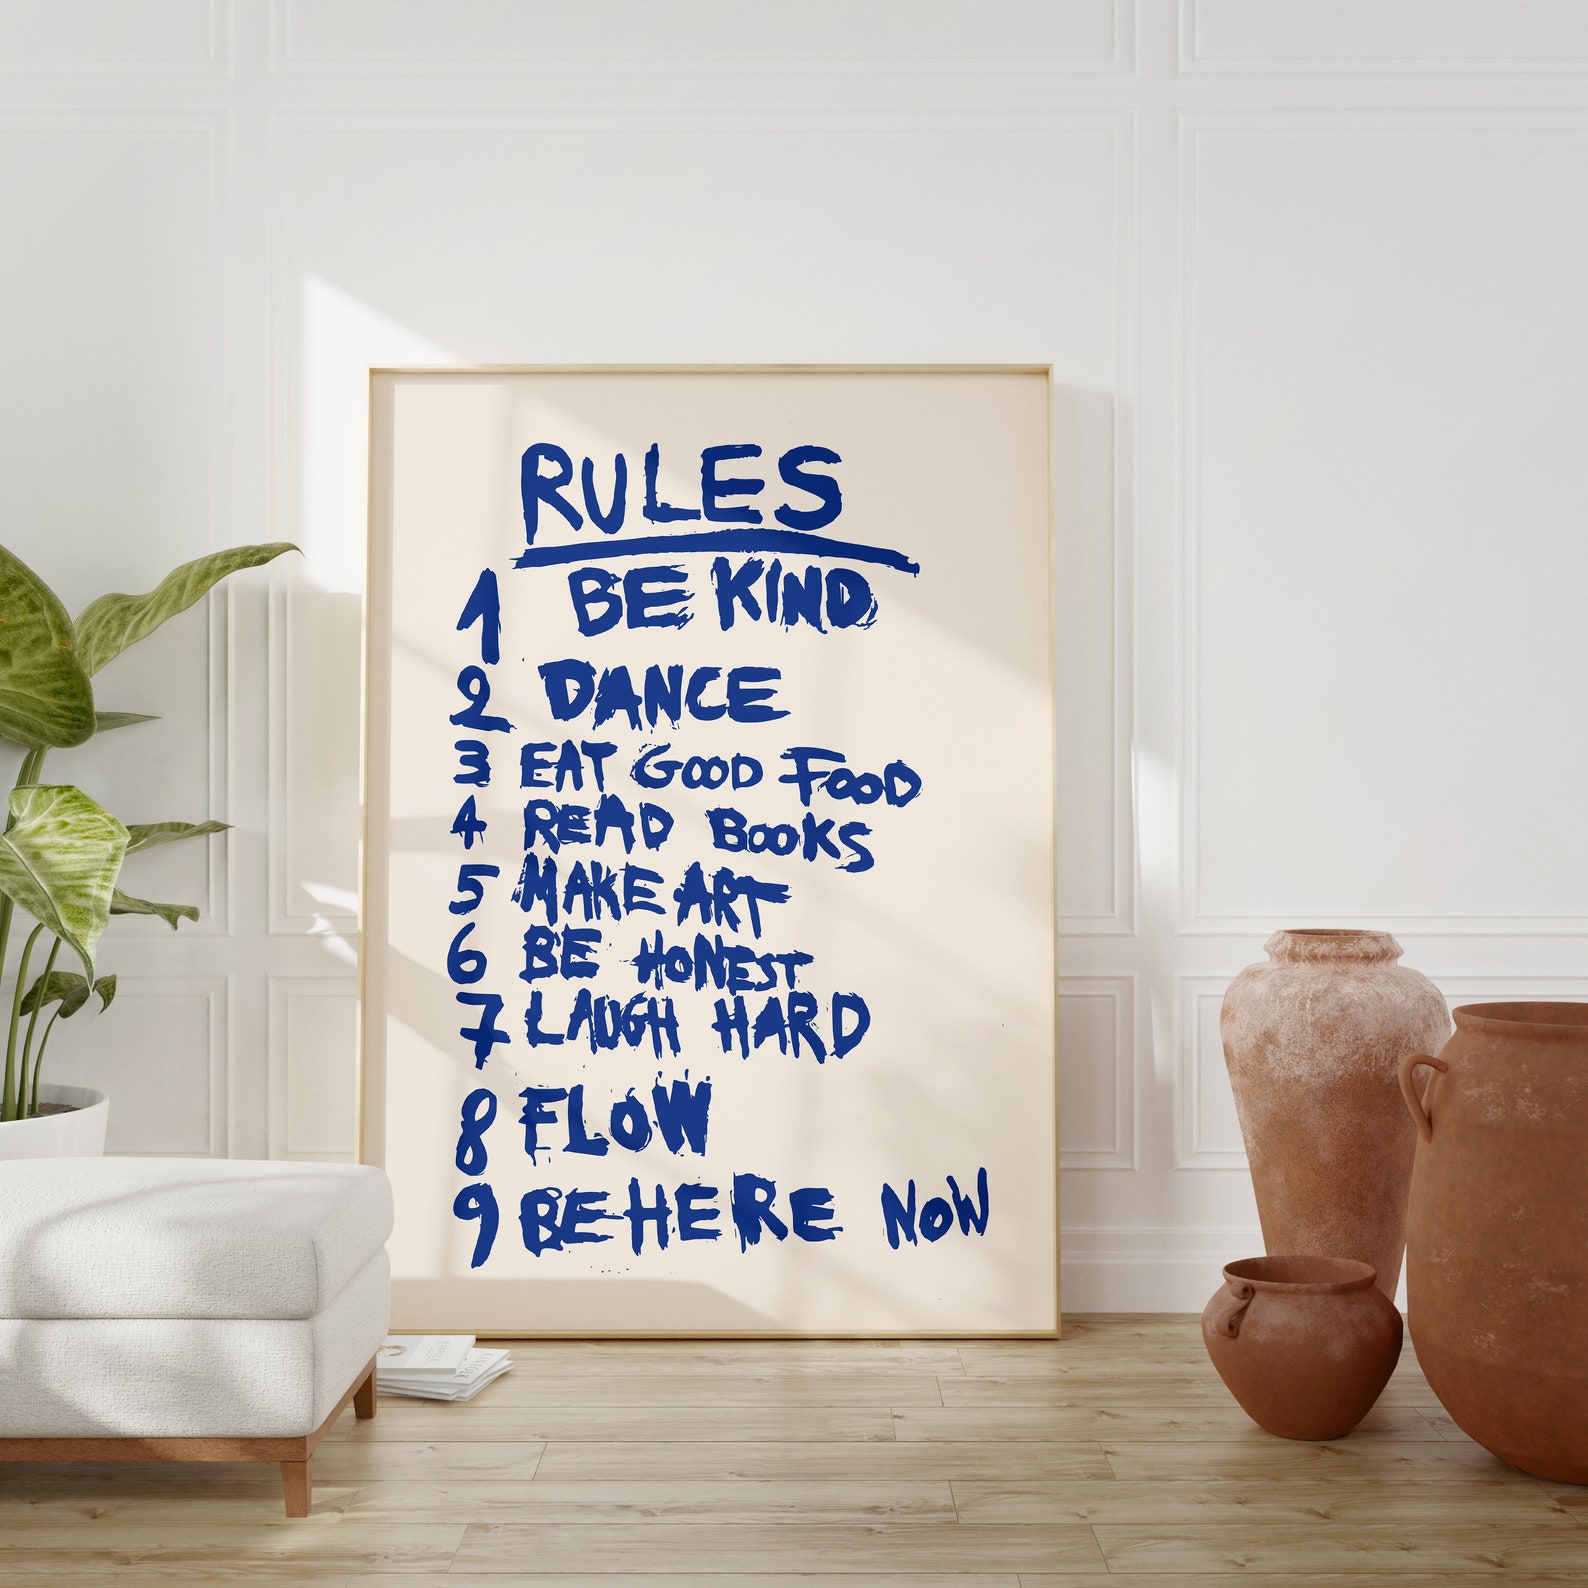 RULES
1 BE KIND
2 DANCE
3 EAT GOOD FOOD
4 READ BOOKS
5 MAKE ART
6 BE HONEST
7 LAUGH HARD
8 FLOW
9 BE HERE NOW